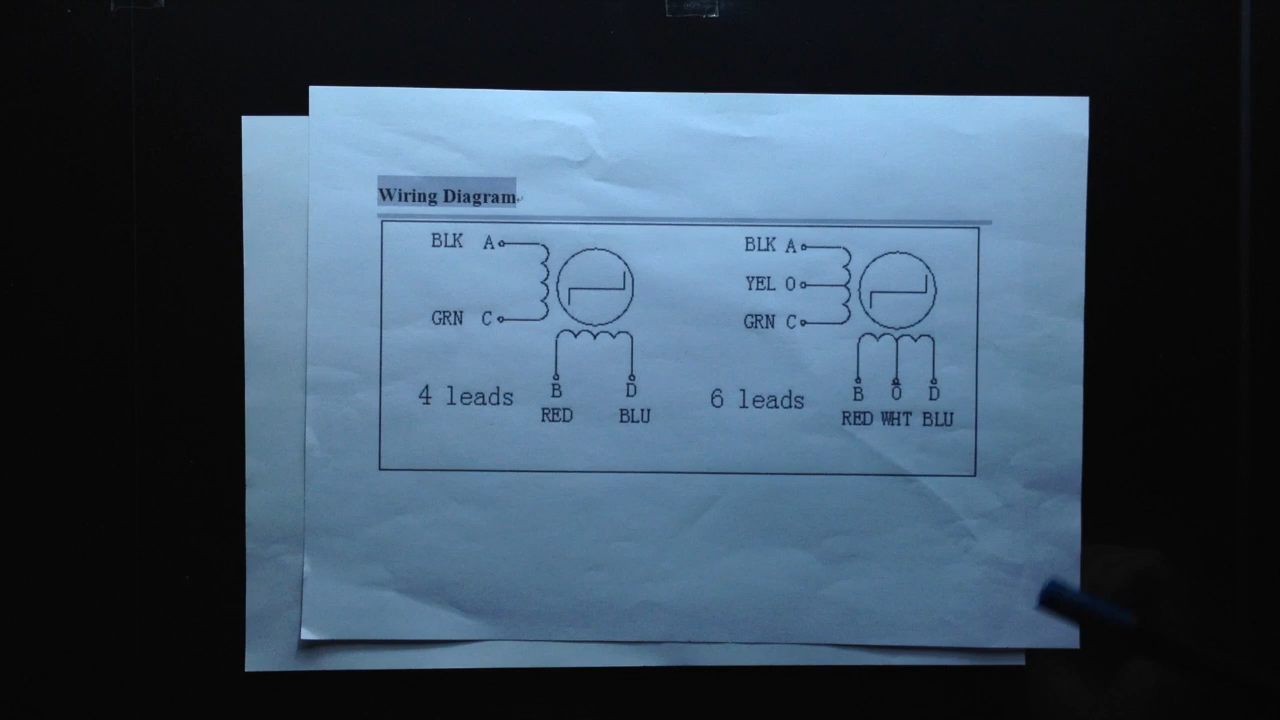 Wiring Diagram
BLK A
GRN C
B D
RED BLU
4 leads
BLK A
YEL O
GRN C
B O D
RED WHT BLU
6 leads